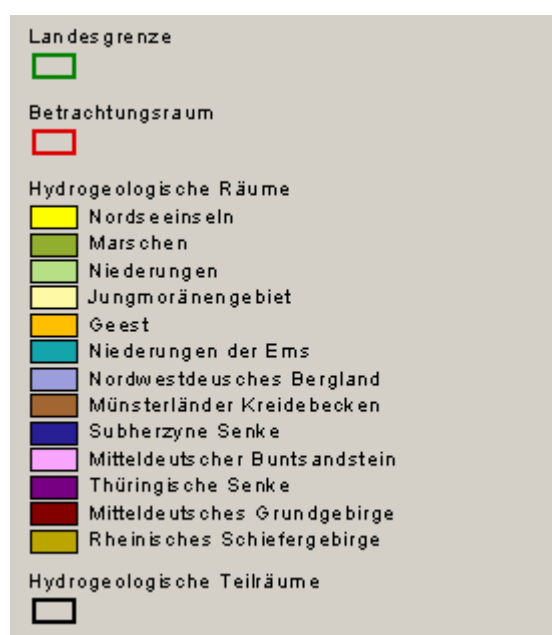 Landesgrenze
Betrachtungsraum
Hydrogeologische Räume
Nordseeinseln
Marschen
Niederungen
Jungmoränengebiet
Geest
Niederungen der Ems
Nordwestdeusches Bergland
Münsterländer Kreidebecken
Subherzyne Senke
Mitteldeutscher Buntsandstein
Thüringische Senke
Mitteldeutsches Grundgebirge
Rheinisches Schiefergebirge
Hydrogeologische Teilräume